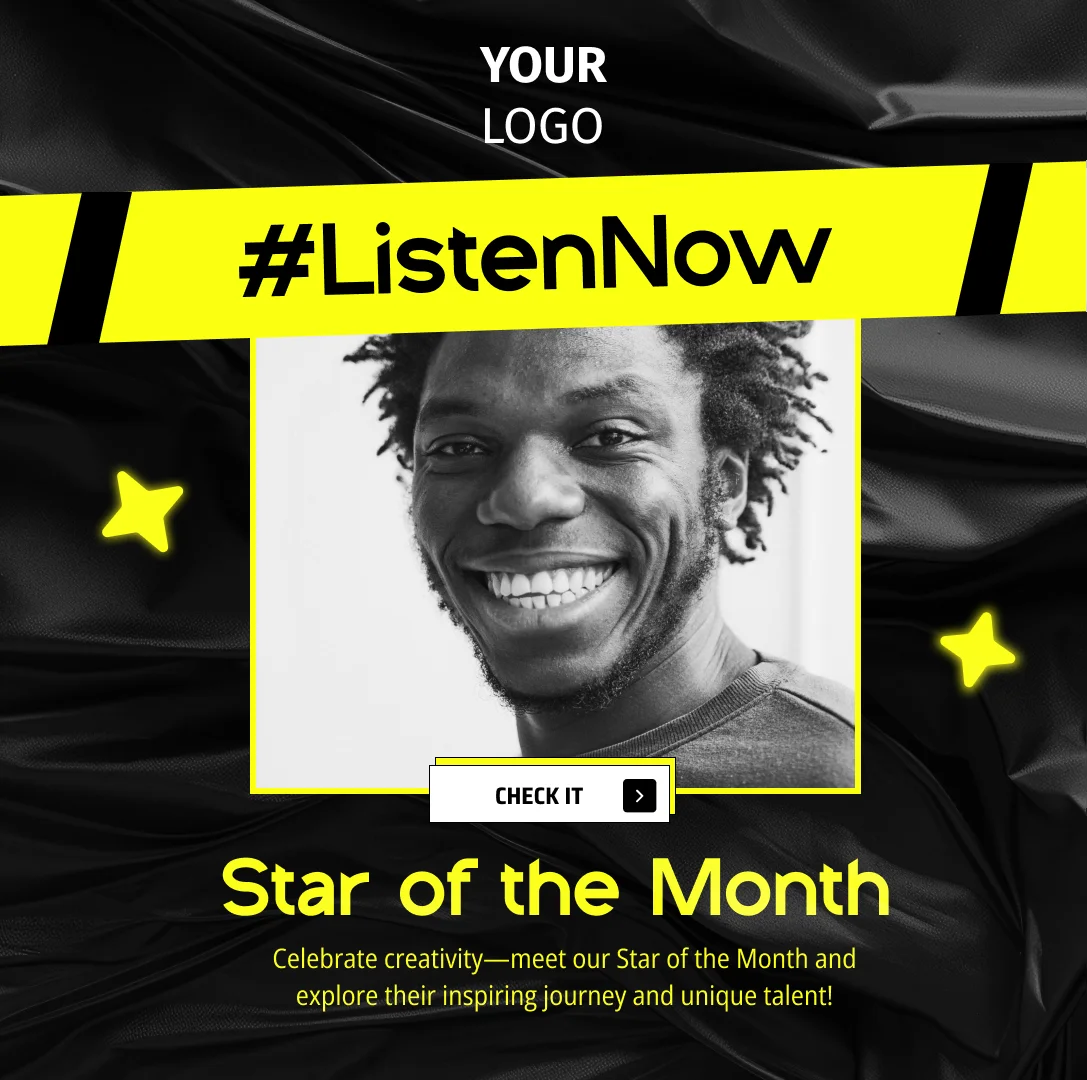 YOUR
LOGO
#ListenNow
CHECK IT
Star of the Month
Celebrate creativity—meet our Star of the Month and
explore their inspiring journey and unique talent!